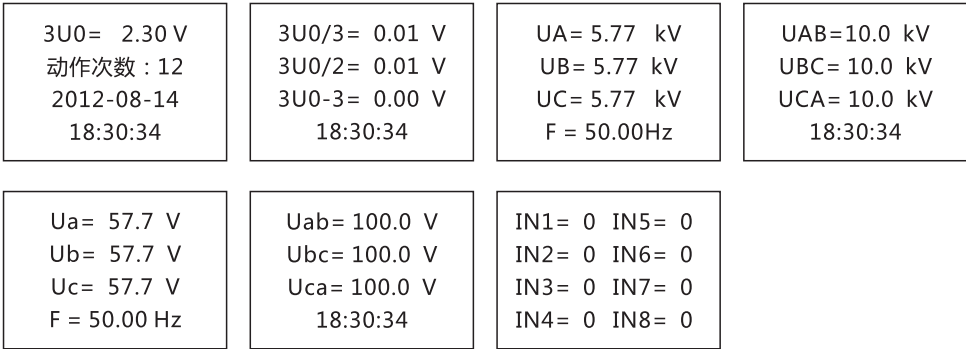 3U0= 2.30 V
动作次数 : 12
2012-08-14
18:30:34
3U0/3= 0.01 V
3U0/2= 0.01 V
3U0-3= 0.00 V
18:30:34
UA= 5.77 kV
UB= 5.77 kV
UC= 5.77 kV
F = 50.00Hz
UAB=10.0 kV
UBC= 10.0 kV
UCA= 10.0 kV
18:30:34
Ua= 57.7 V
Ub= 57.7 V
Uc= 57.7 V
F = 50.00 Hz
Uab= 100.0 V
Ubc= 100.0 V
Uca= 100.0 V
18:30:34
IN1= 0 IN5= 0
IN2= 0 IN6= 0
IN3= 0 IN7= 0
IN4= 0 IN8= 0